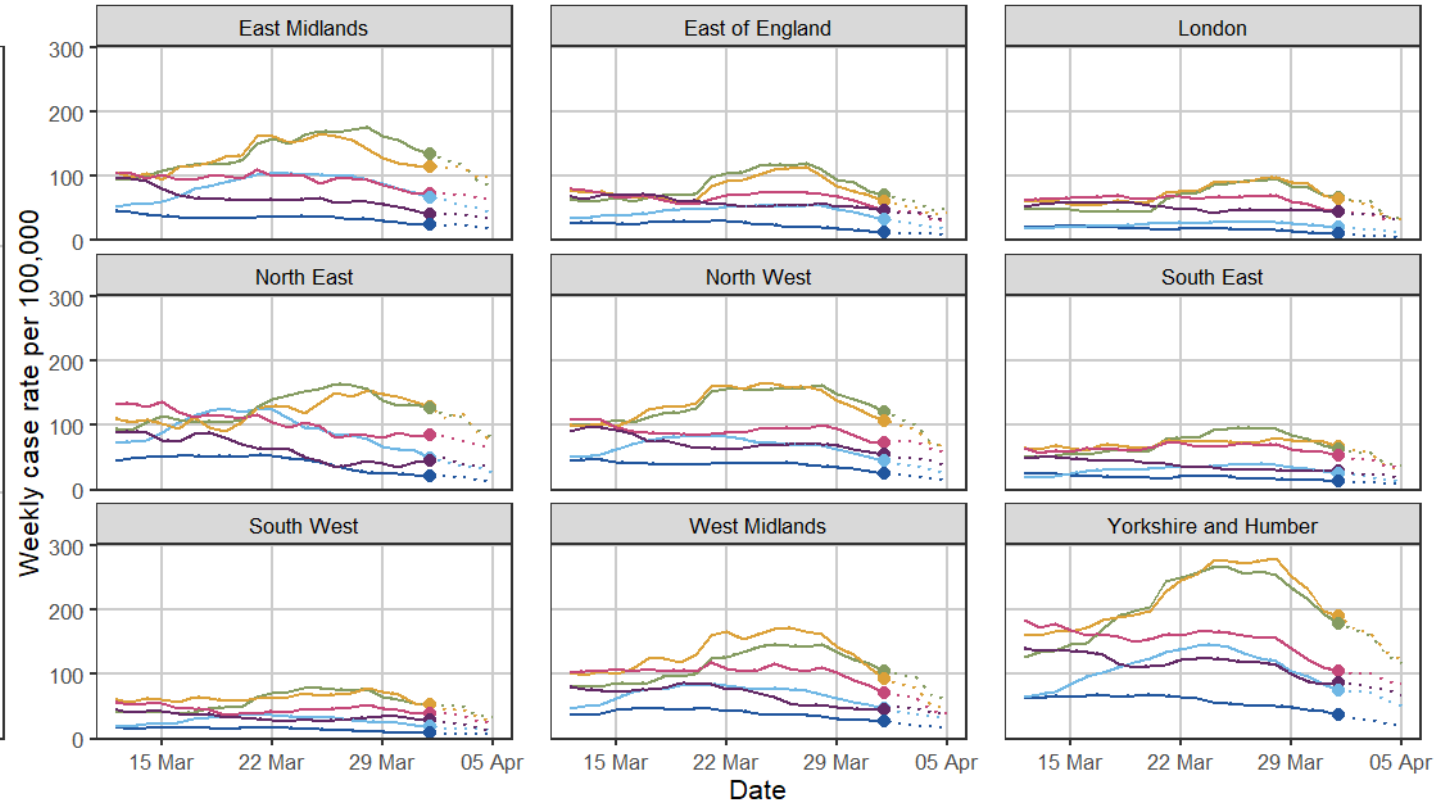 East Midlands
East of England
London
300
200
100
0
North East
North West
South East
300
200
100
0
South West
West Midlands
Yorkshire and Humber
300
200
100
0
15 Mar
22 Mar
29 Mar
05 Apr
15 Mar
22 Mar
29 Mar
05 Apr
15 Mar
22 Mar
29 Mar
05 Apr
Weekly case rate per 100,000
Date